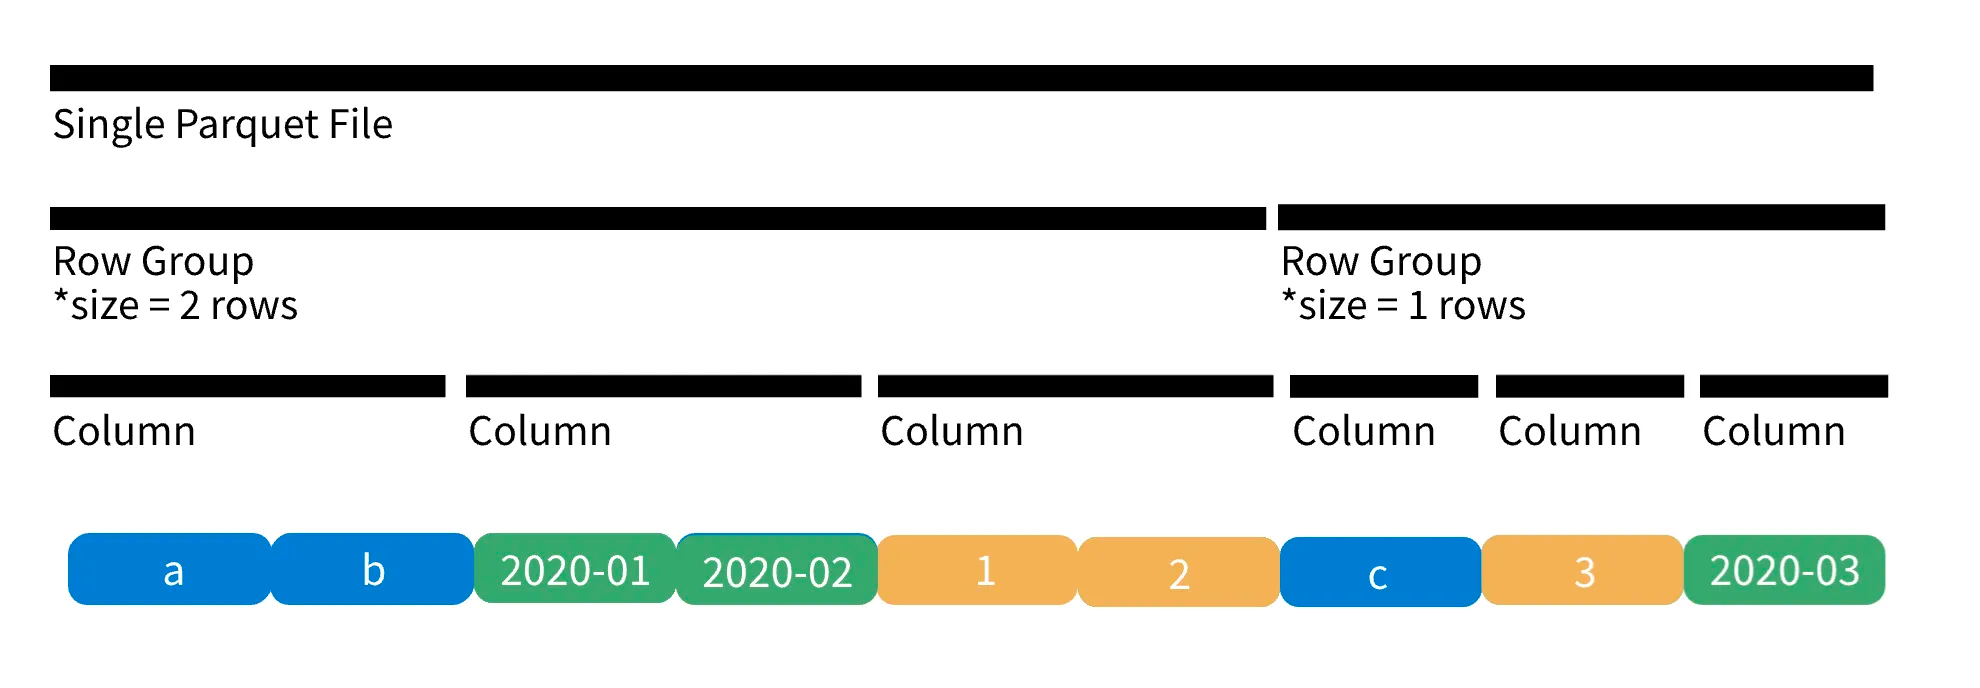 Single Parquet File
Row Group
*size = 2 rows
Row Group
*size = 1 rows
Column
Column
Column
Column
Column
Column
a
b
2020-01
2020-02
1
2
c
3
2020-03